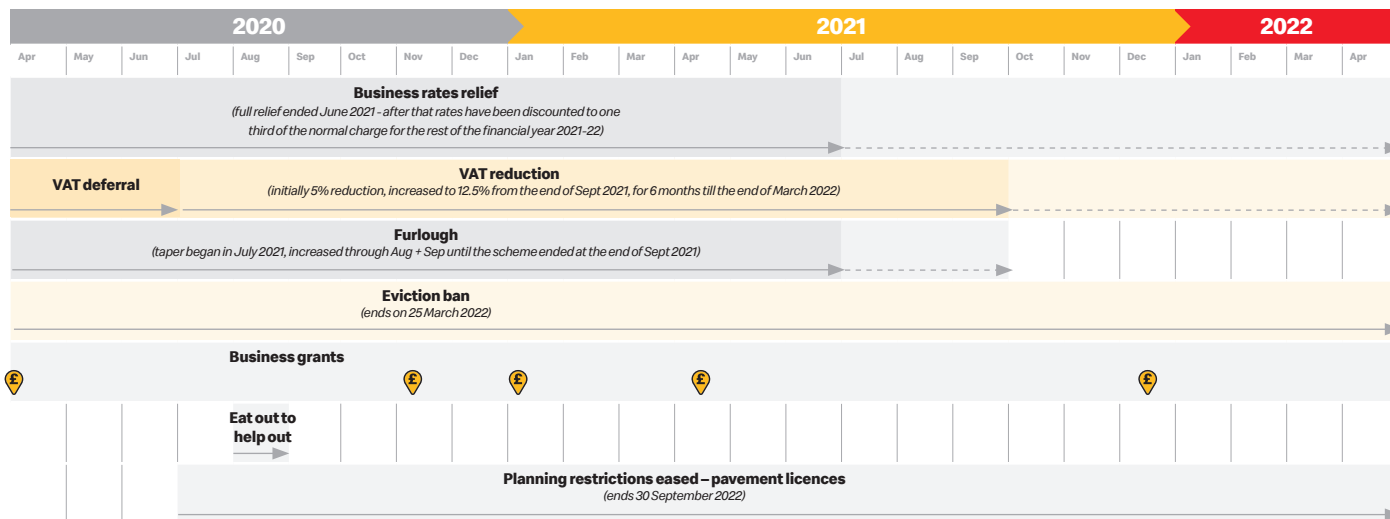 2020 2021 2022
Apr May Jun Jul Aug Sep Oct Nov Dec Jan Feb Mar Apr May Jun Jul Aug Sep Oct Nov Dec Jan Feb Mar Apr
Business rates relief
(full relief ended June 2021 - after that rates have been discounted to one
third of the normal charge for the rest of the financial year 2021-22)
VAT deferral
VAT reduction
(initially 5% reduction, increased to 12.5% from the end of Sept 2021, for 6 months till the end of March 2022)
Furlough
(taper began in July 2021, increased through Aug + Sep until the scheme ended at the end of Sept 2021)
Eviction ban
(ends on 25 March 2022)
Business grants
£ £ £ £ £
Eat out to
help out
Planning restrictions eased – pavement licences
(ends 30 September 2022)